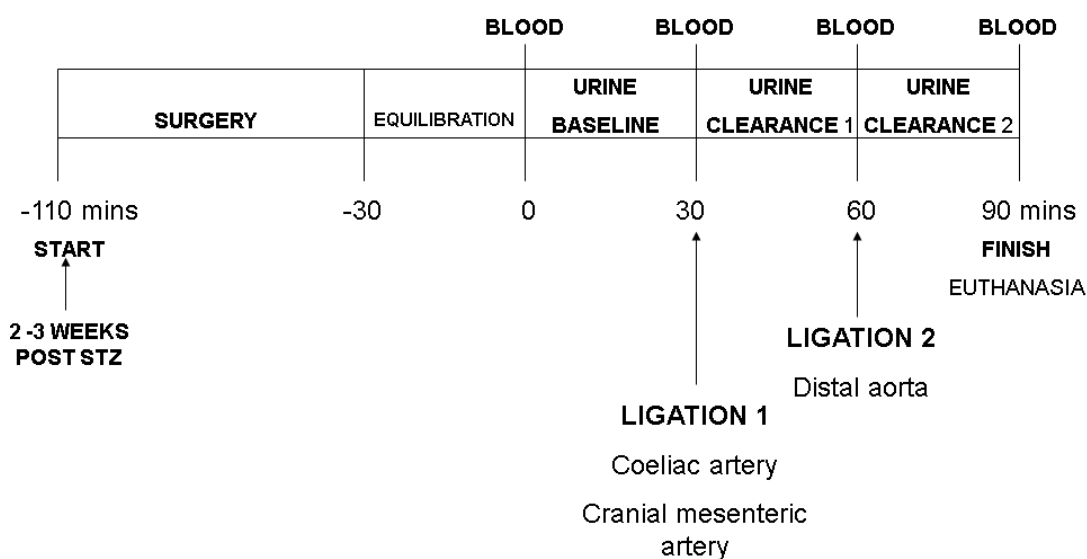 BLOOD BLOOD BLOOD BLOOD
URINE URINE URINE
SURGERY EQUILIBRATION BASELINE CLEARANCE 1 CLEARANCE 2
-110 mins -30 0 30 60 90 mins
START FINISH
EUTHANASIA
2 -3 WEEKS
POST STZ
LIGATION 2
Distal aorta
LIGATION 1
Coeliac artery
Cranial mesenteric
artery